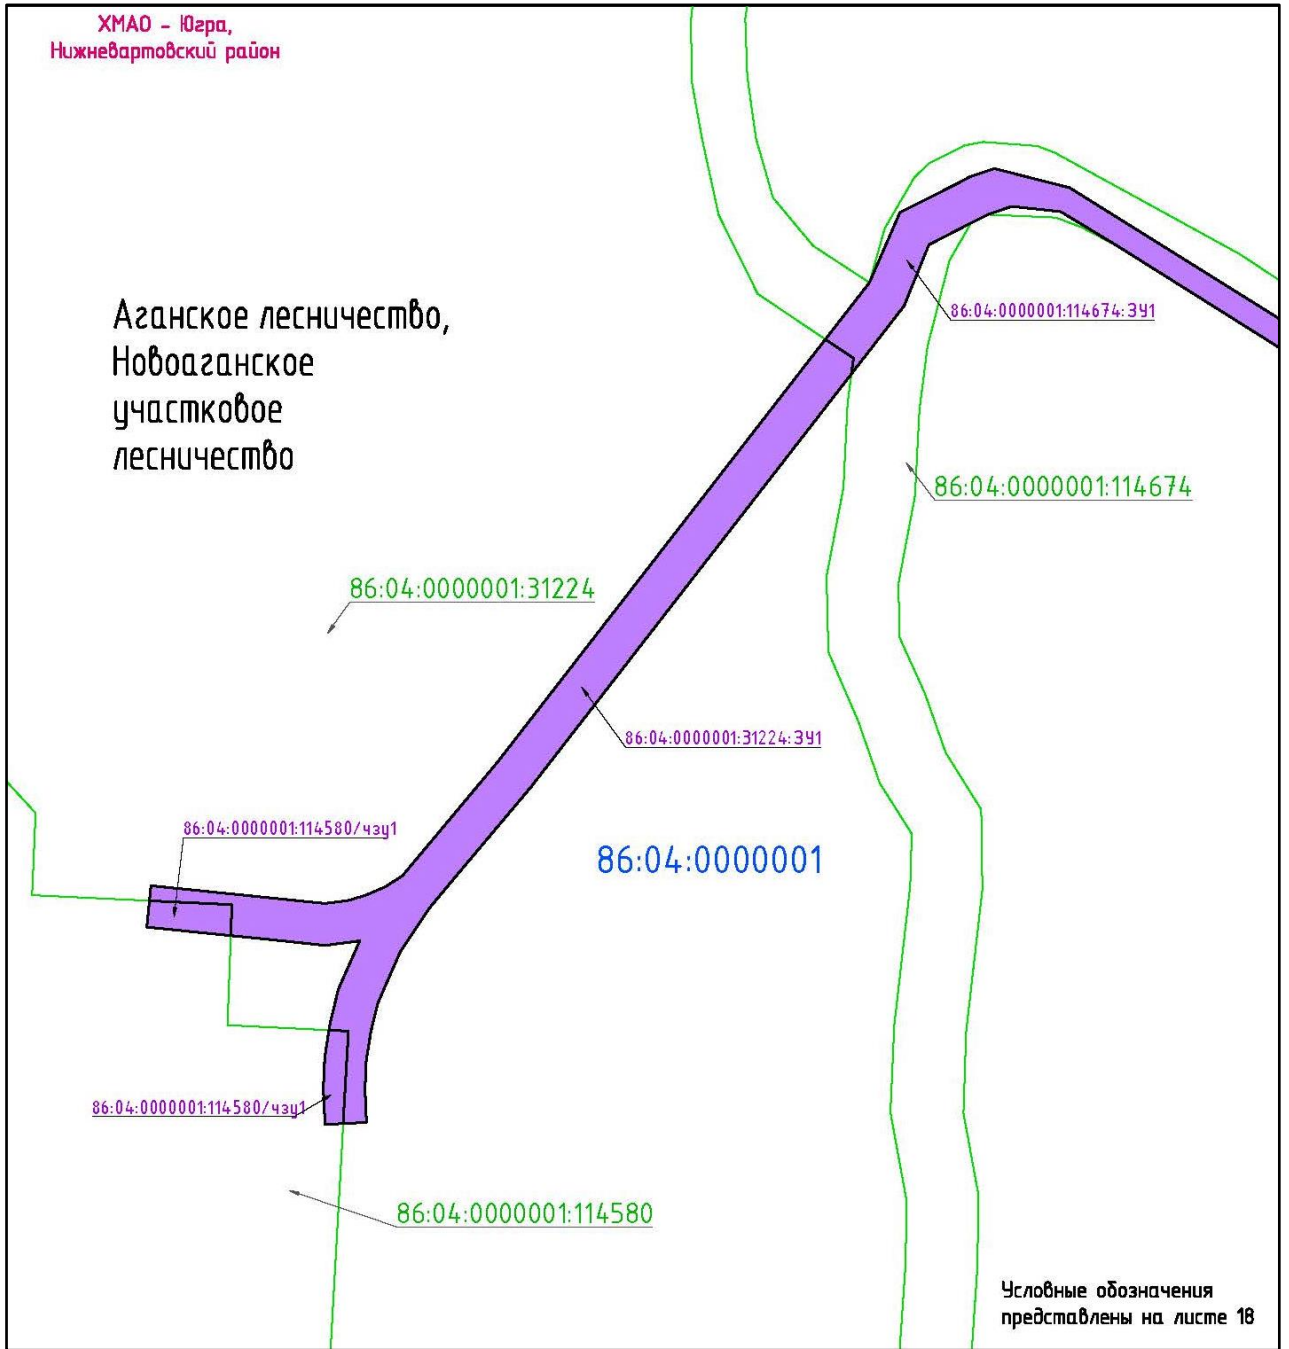 ХМАО - Югра,
Нижневартовский район
Аганское лесничество,
Новоаганское
участковое
лесничество
86:04:0000001:114674:ЗУ1
86:04:0000001:114674
86:04:0000001:31224
86:04:0000001:31224:ЗУ1
86:04:0000001:114580/чзу1
86:04:0000001
86:04:0000001:114580/чзу1
86:04:0000001:114580
Условные обозначения
представлены на листе 18